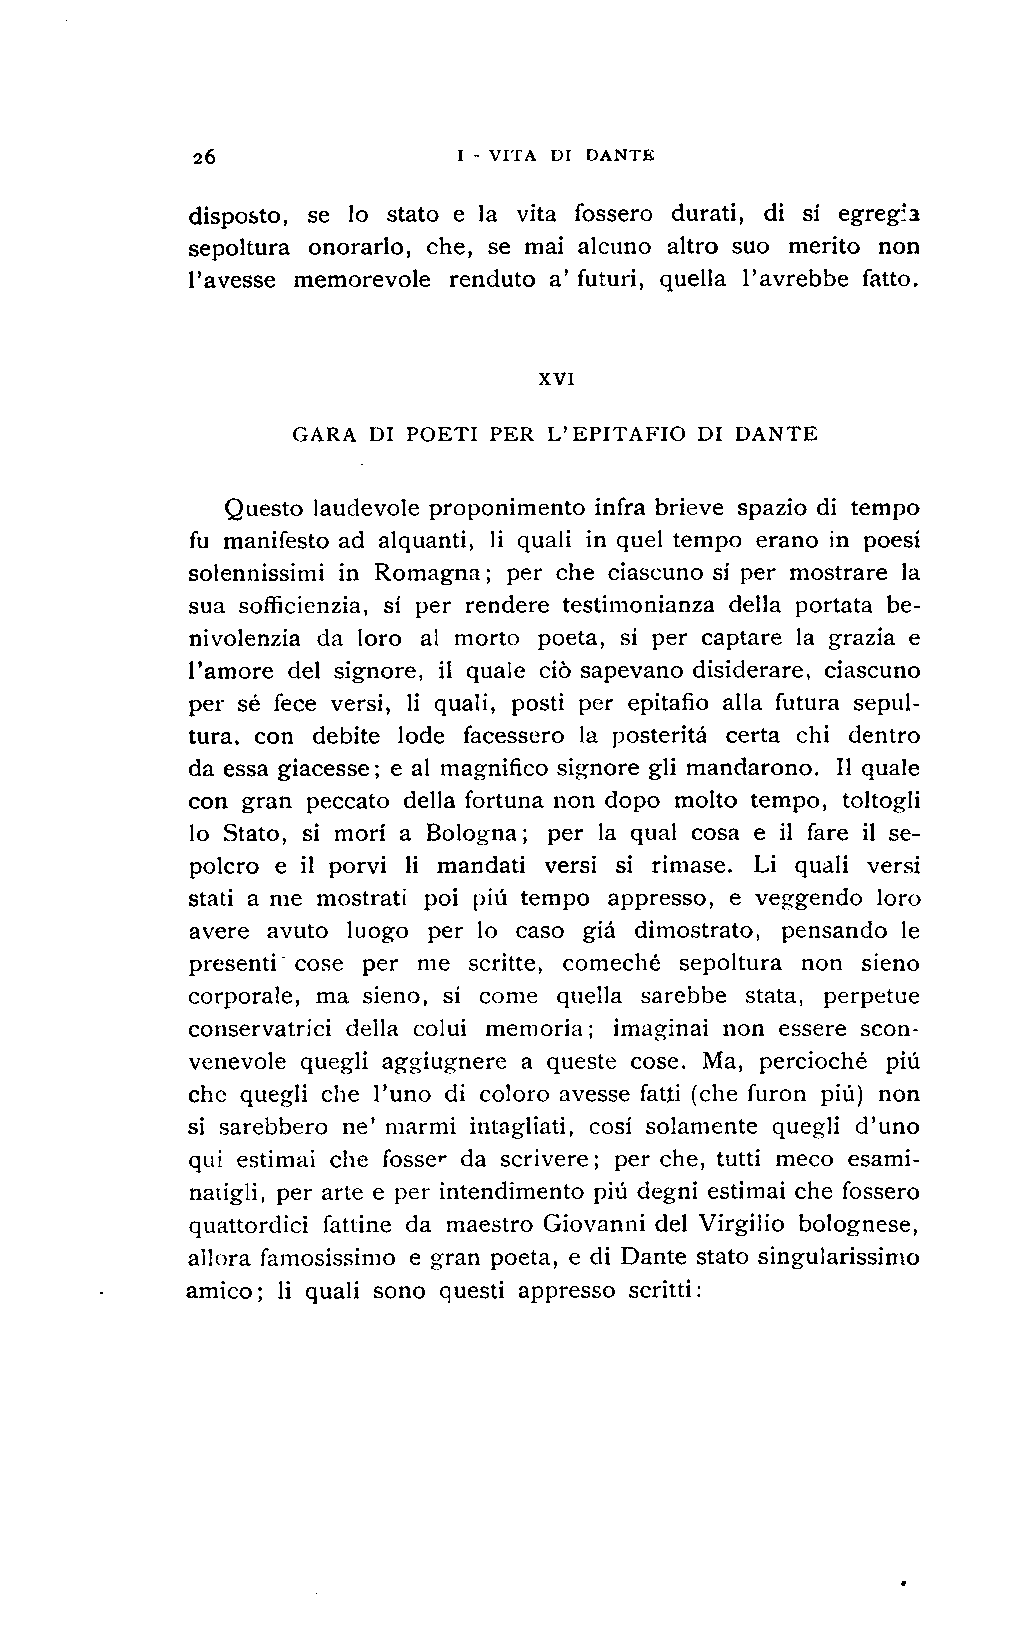 26 I - VITA DI DANTE
disposto, se lo stato e la vita fossero durati, di sí egregia
sepoltura onorarlo, che, se mai alcuno altro suo merito non
l'avesse memorevole renduto a' futuri, quella l'avrebbe fatto.
XVI
GARA DI POETI PER L'EPITAFIO DI DANTE
Questo laudevole proponimento infra brieve spazio di tempo
fu manifesto ad alquanti, li quali in quel tempo erano in poesí
solennissimi in Romagna; per che ciascuno sí per mostrare la
sua sofficienzia, sí per rendere testimonianza della portata be-
nivolenzia da loro al morto poeta, si per captare la grazia e
l'amore del signore, il quale ciò sapevano disiderare, ciascuno
per sé fece versi, li quali, posti per epitafio alla futura sepul-
tura, con debite lode facessero la posteritá certa chi dentro
da essa giacesse; e al magnifico signore gli mandarono. Il quale
con gran peccato della fortuna non dopo molto tempo, toltogli
lo Stato, si morí a Bologna; per la qual cosa e il fare il se-
polcro e il porvi li mandati versi si rimase. Li quali versi
stati a me mostrati poi piú tempo appresso, e veggendo loro
avere avuto luogo per lo caso giá dimostrato, pensando le
presenti cose per me scritte, comeché sepoltura non sieno
corporale, ma sieno, sí come quella sarebbe stata, perpetue
conservatrici della colui memoria; imaginai non essere scon-
venevole quegli aggiugnere a queste cose. Ma, percioché piú
che quegli che l'uno di coloro avesse fatti (che furon piú) non
si sarebbero ne' marmi intagliati, cosí solamente quegli d'uno
qui estimai che fosser da scrivere; per che, tutti meco esami-
natigli, per arte e per intendimento piú degni estimai che fossero
quattordici fattine da maestro Giovanni del Virgilio bolognese,
allora famosissimo e gran poeta, e di Dante stato singularissimo
amico; li quali sono questi appresso scritti: